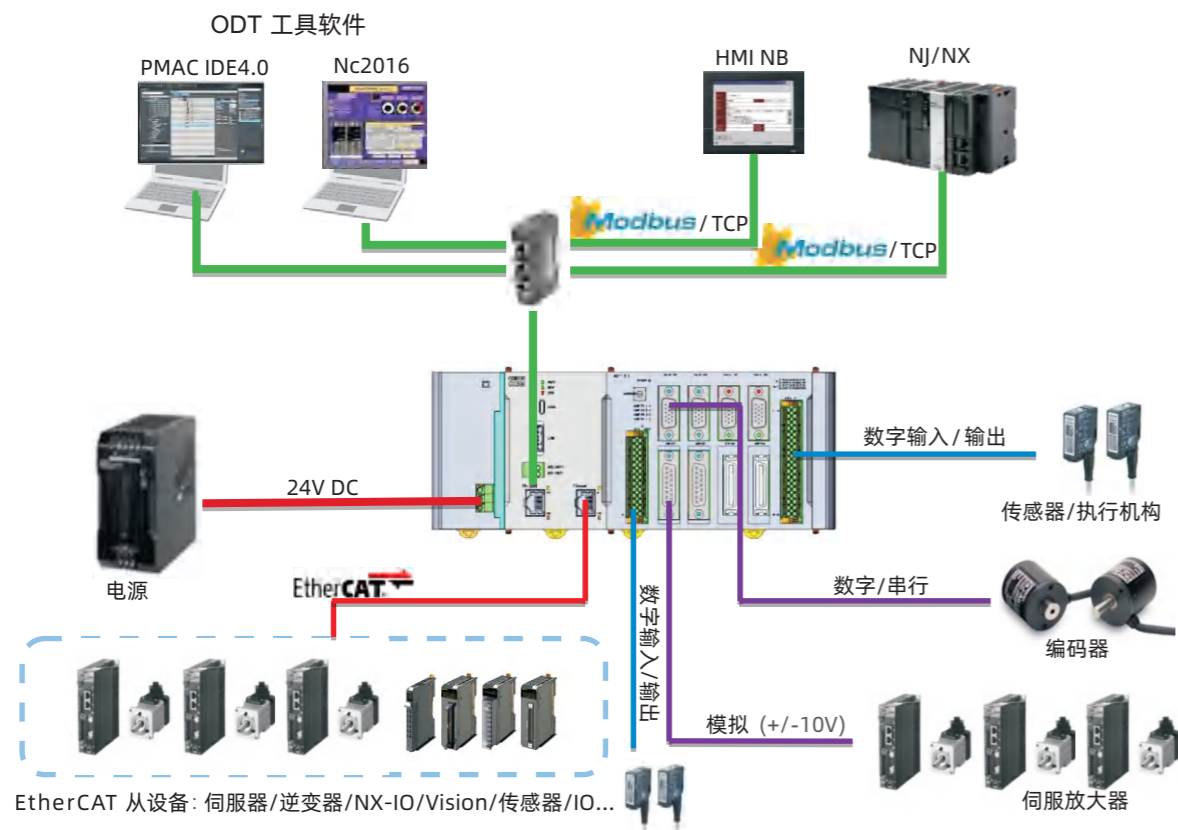 ODT 工具软件
PMAC IDE4.0
Nc2016
HMI NB
NJ/NX
Modbus / TCP
Modbus / TCP
24V DC
电源
数字输入/输出
传感器/执行机构
EtherCAT
数字输入/输出
数字/串行
编码器
模拟 (+/-10V)
伺服放大器
EtherCAT 从设备: 伺服器/逆变器/NX-IO/Vision/传感器/IO...